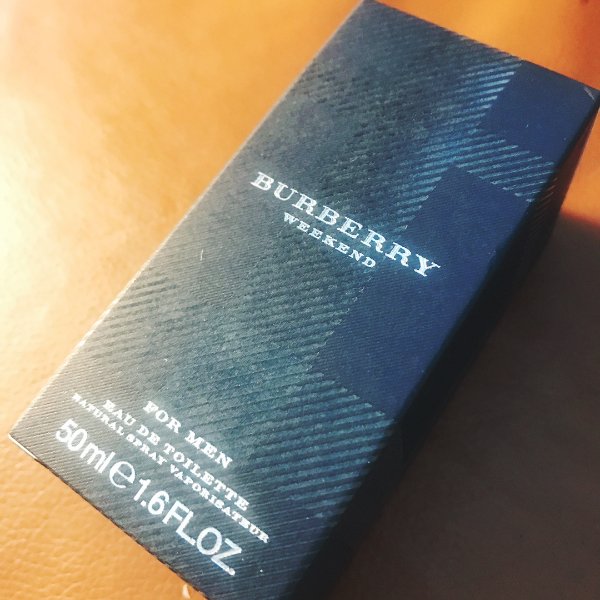 BURBERRY
WEEKEND
FOR MEN
EAU DE TOILETTE
NATURAL SPRAY VAPORISATEUR
50ml℮1.6FL.OZ.